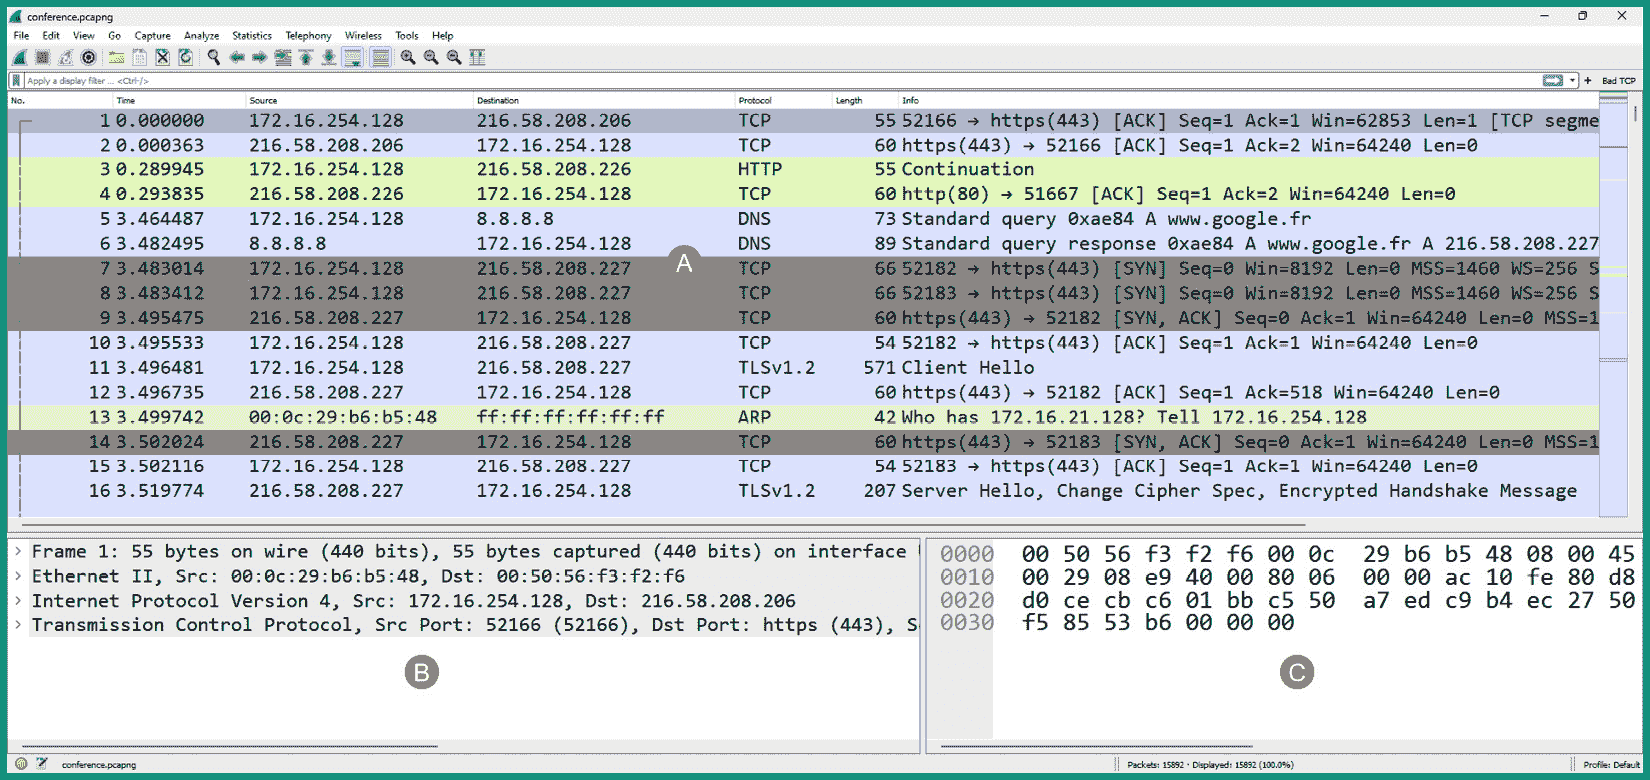 conference.pcapng
File Edit View Go Capture Analyze Statistics Telephony Wireless Tools Help
Apply a display filter ... <Ctrl-/> + Bad TCP
No. Time Source Destination Protocol Length Info
1 0.000000 172.16.254.128 216.58.208.206 TCP 55 52166 → https(443) [ACK] Seq=1 Ack=1 Win=62853 Len=1 [TCP segme
2 0.000363 216.58.208.206 172.16.254.128 TCP 60 https(443) → 52166 [ACK] Seq=1 Ack=2 Win=64240 Len=0
3 0.289945 172.16.254.128 216.58.208.226 HTTP 55 Continuation
4 0.293835 216.58.208.226 172.16.254.128 TCP 60 http(80) → 51667 [ACK] Seq=1 Ack=2 Win=64240 Len=0
5 3.464487 172.16.254.128 8.8.8.8 DNS 73 Standard query 0xae84 A www.google.fr
6 3.482495 8.8.8.8 172.16.254.128 DNS 89 Standard query response 0xae84 A www.google.fr A 216.58.208.227
A
7 3.483014 172.16.254.128 216.58.208.227 TCP 66 52182 → https(443) [SYN] Seq=0 Win=8192 Len=0 MSS=1460 WS=256 S
8 3.483412 172.16.254.128 216.58.208.227 TCP 66 52183 → https(443) [SYN] Seq=0 Win=8192 Len=0 MSS=1460 WS=256 S
9 3.495475 216.58.208.227 172.16.254.128 TCP 60 https(443) → 52182 [SYN, ACK] Seq=0 Ack=1 Win=64240 Len=0 MSS=1
10 3.495533 172.16.254.128 216.58.208.227 TCP 54 52182 → https(443) [ACK] Seq=1 Ack=1 Win=64240 Len=0
11 3.496481 172.16.254.128 216.58.208.227 TLSv1.2 571 Client Hello
12 3.496735 216.58.208.227 172.16.254.128 TCP 60 https(443) → 52182 [ACK] Seq=1 Ack=518 Win=64240 Len=0
13 3.499742 00:0c:29:b6:b5:48 ff:ff:ff:ff:ff:ff ARP 42 Who has 172.16.21.128? Tell 172.16.254.128
14 3.502024 216.58.208.227 172.16.254.128 TCP 60 https(443) → 52183 [SYN, ACK] Seq=0 Ack=1 Win=64240 Len=0 MSS=1
15 3.502116 172.16.254.128 216.58.208.227 TCP 54 52183 → https(443) [ACK] Seq=1 Ack=1 Win=64240 Len=0
16 3.519774 216.58.208.227 172.16.254.128 TLSv1.2 207 Server Hello, Change Cipher Spec, Encrypted Handshake Message
Frame 1: 55 bytes on wire (440 bits), 55 bytes captured (440 bits) on interface
Ethernet II, Src: 00:0c:29:b6:b5:48, Dst: 00:50:56:f3:f2:f6
Internet Protocol Version 4, Src: 172.16.254.128, Dst: 216.58.208.206
Transmission Control Protocol, Src Port: 52166 (52166), Dst Port: https (443), S
B
0000 00 50 56 f3 f2 f6 00 0c 29 b6 b5 48 08 00 45
0010 00 29 08 e9 40 00 80 06 00 00 ac 10 fe 80 d8
0020 d0 ce cb c6 01 bb c5 50 a7 ed c9 b4 ec 27 50
0030 f5 85 53 b6 00 00 00
C
conference.pcapng Packets: 15892 · Displayed: 15892 (100.0%) Profile: Default